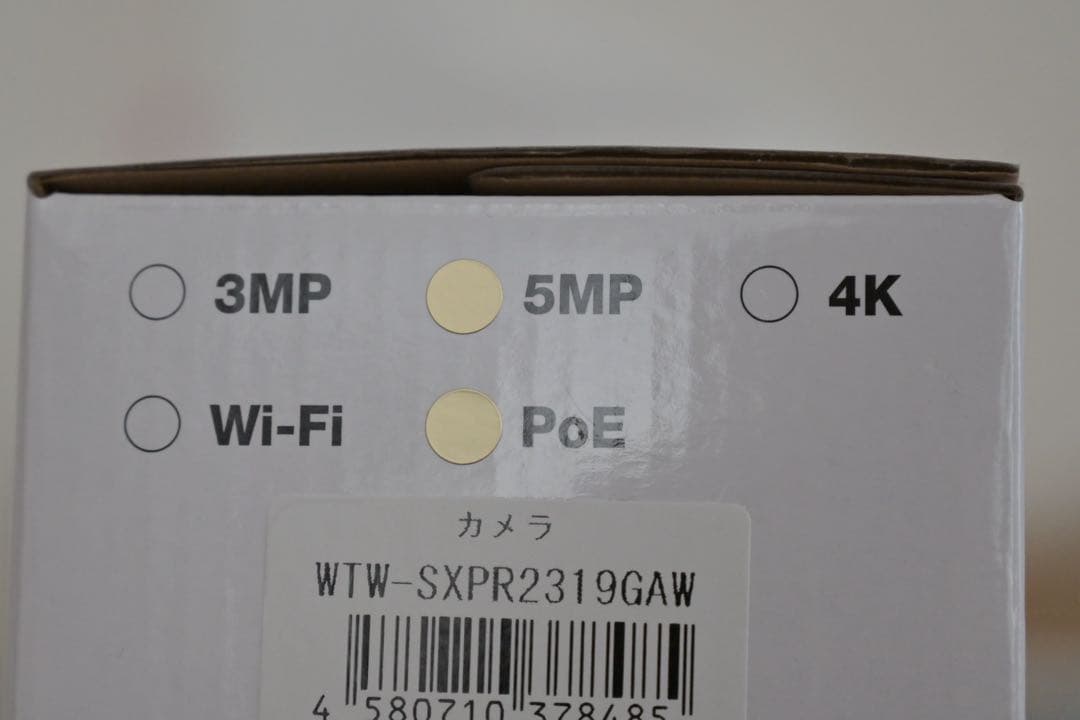 3MP 5MP 4K
Wi-Fi PoE
カメラ
WTW-SXPR2319GAW
4 580710 378485